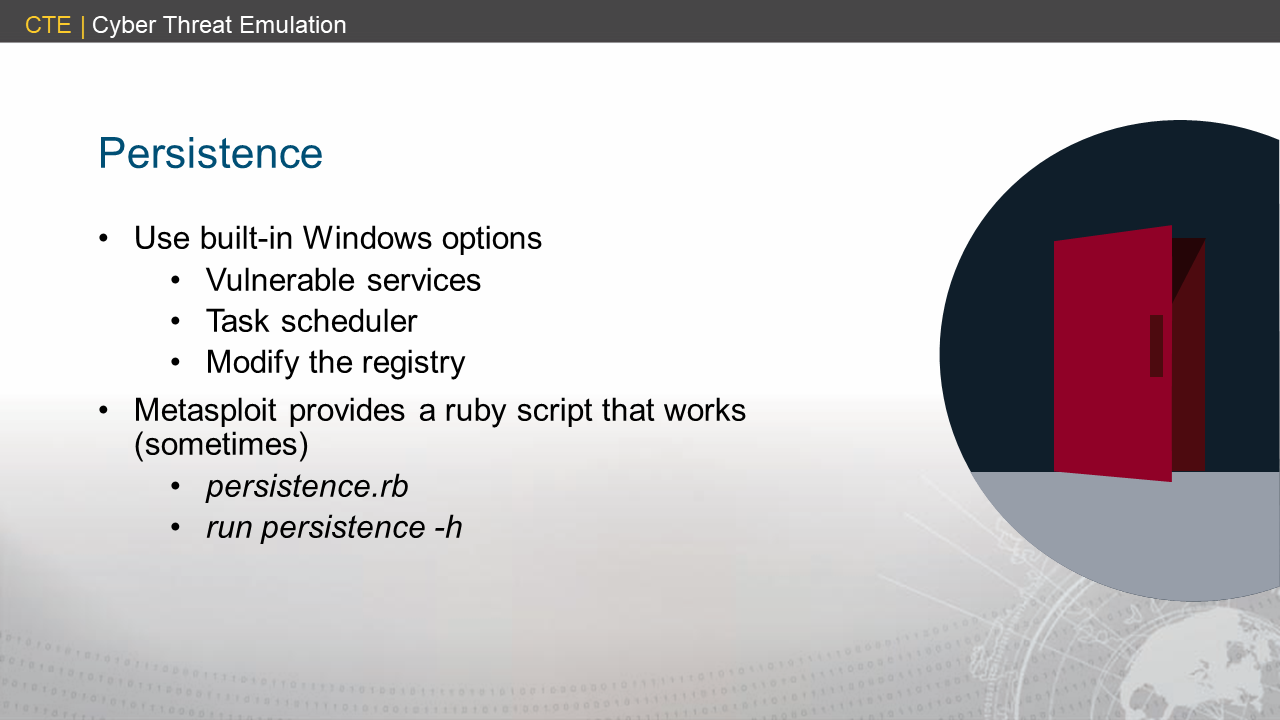 CTE | Cyber Threat Emulation
Persistence
• Use built-in Windows options
• Vulnerable services
• Task scheduler
• Modify the registry
• Metasploit provides a ruby script that works
(sometimes)
• persistence.rb
• run persistence -h